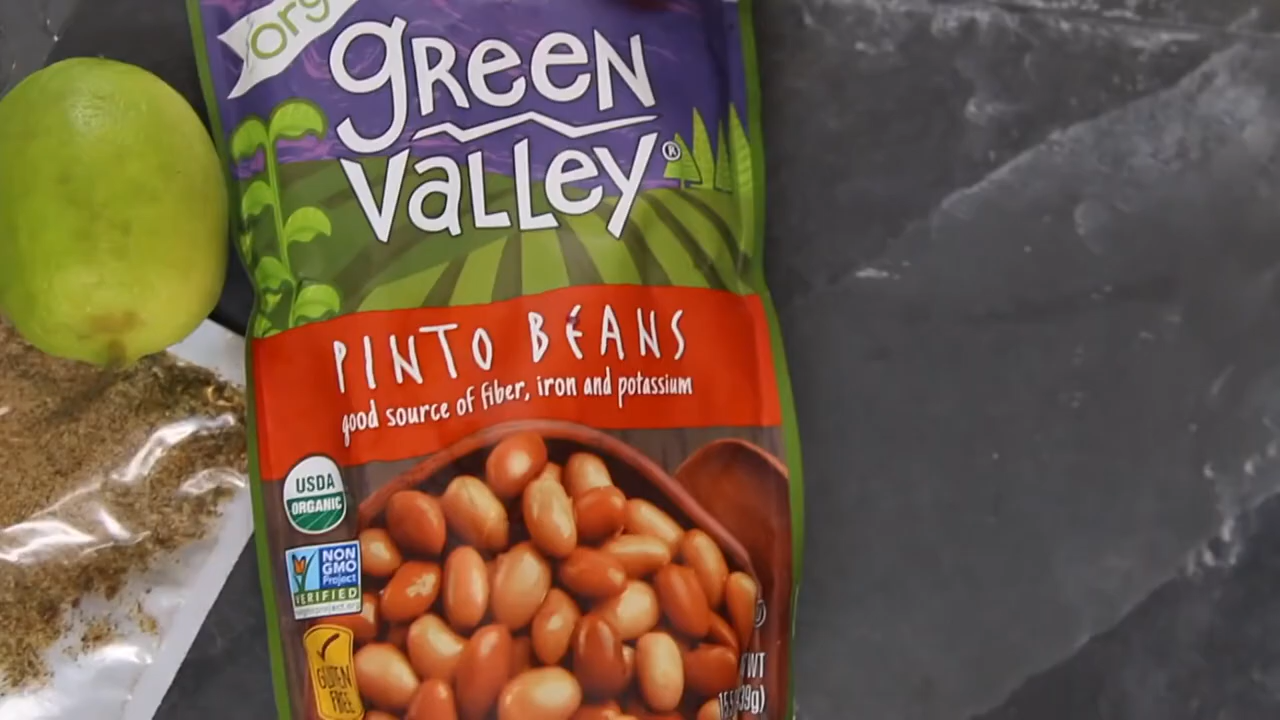 green
valley®
PINTO BEANS
good source of fiber, iron and potassium
USDA
ORGANIC
NON
GMO
Project
VERIFIED
GLUTEN
FREE